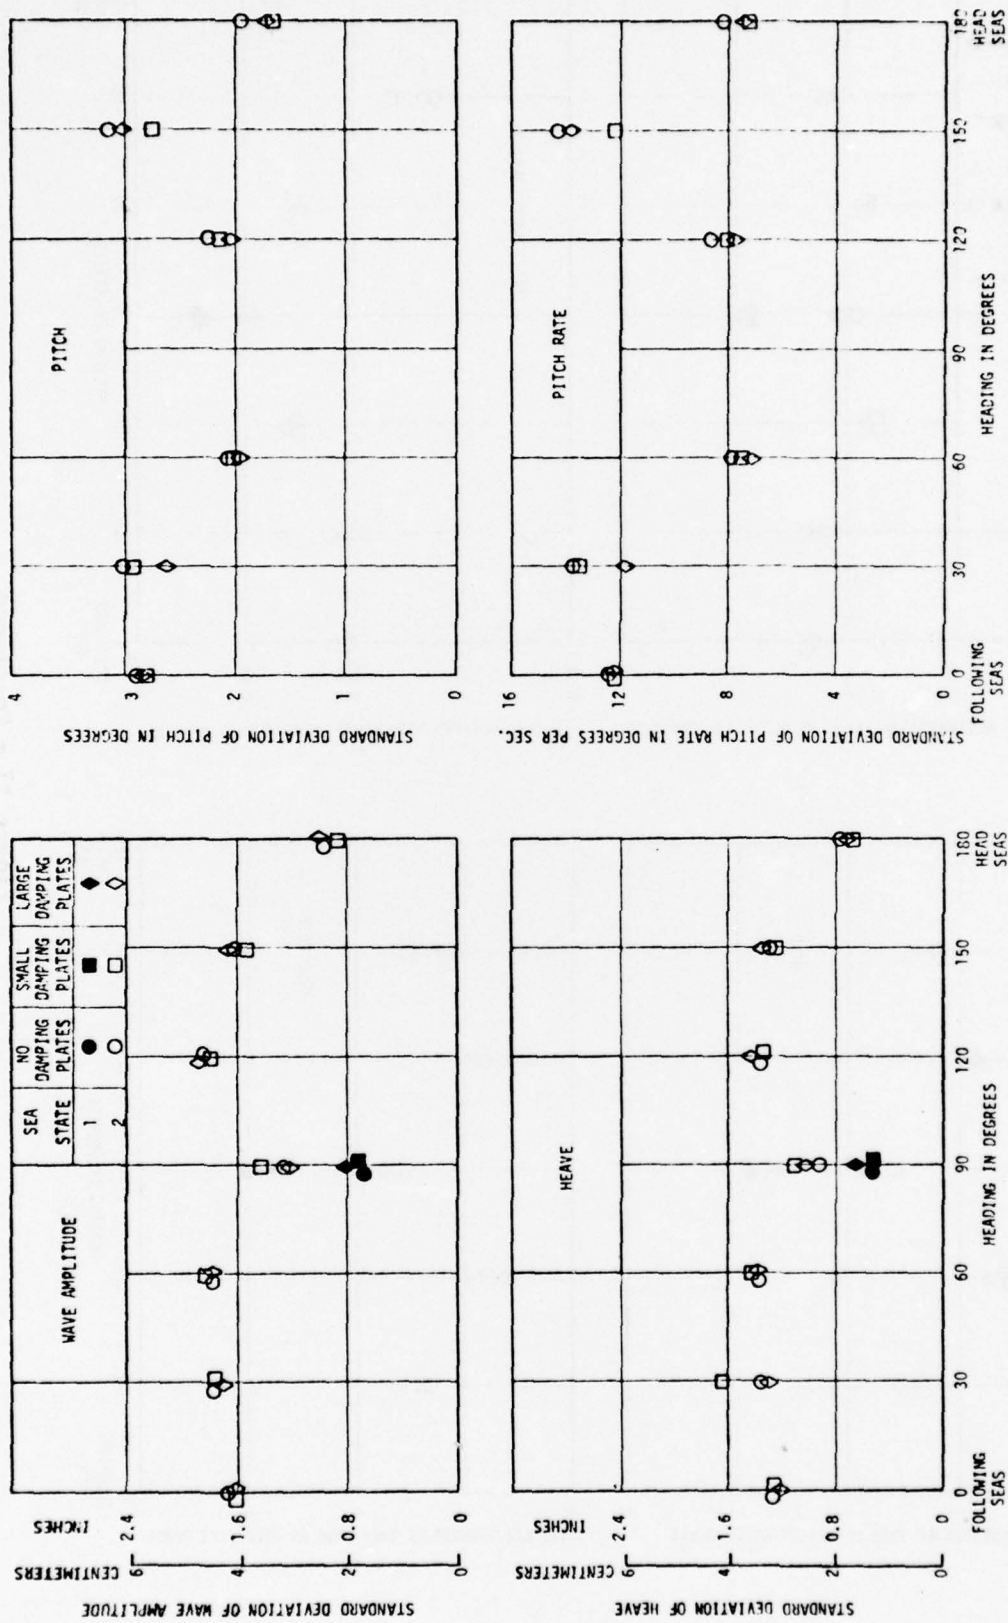 WAVE AMPLITUDE
SEA STATE
NO DAMPING PLATES
SMALL DAMPING PLATES
LARGE DAMPING PLATES
1
2
STANDARD DEVIATION OF WAVE AMPLITUDE
CENTIMETERS
6
4
2
0
INCHES
2.4
1.6
0.8
0
PITCH
STANDARD DEVIATION OF PITCH IN DEGREES
4
3
2
1
0
HEAVE
STANDARD DEVIATION OF HEAVE
CENTIMETERS
6
4
2
0
INCHES
2.4
1.6
0.8
0
0 30 60 90 120 150 180
FOLLOWING SEAS
HEAD SEAS
HEADING IN DEGREES
PITCH RATE
STANDARD DEVIATION OF PITCH RATE IN DEGREES PER SEC.
16
12
8
4
0
0 30 60 90 120 150 180
FOLLOWING SEAS
HEAD SEAS
HEADING IN DEGREES